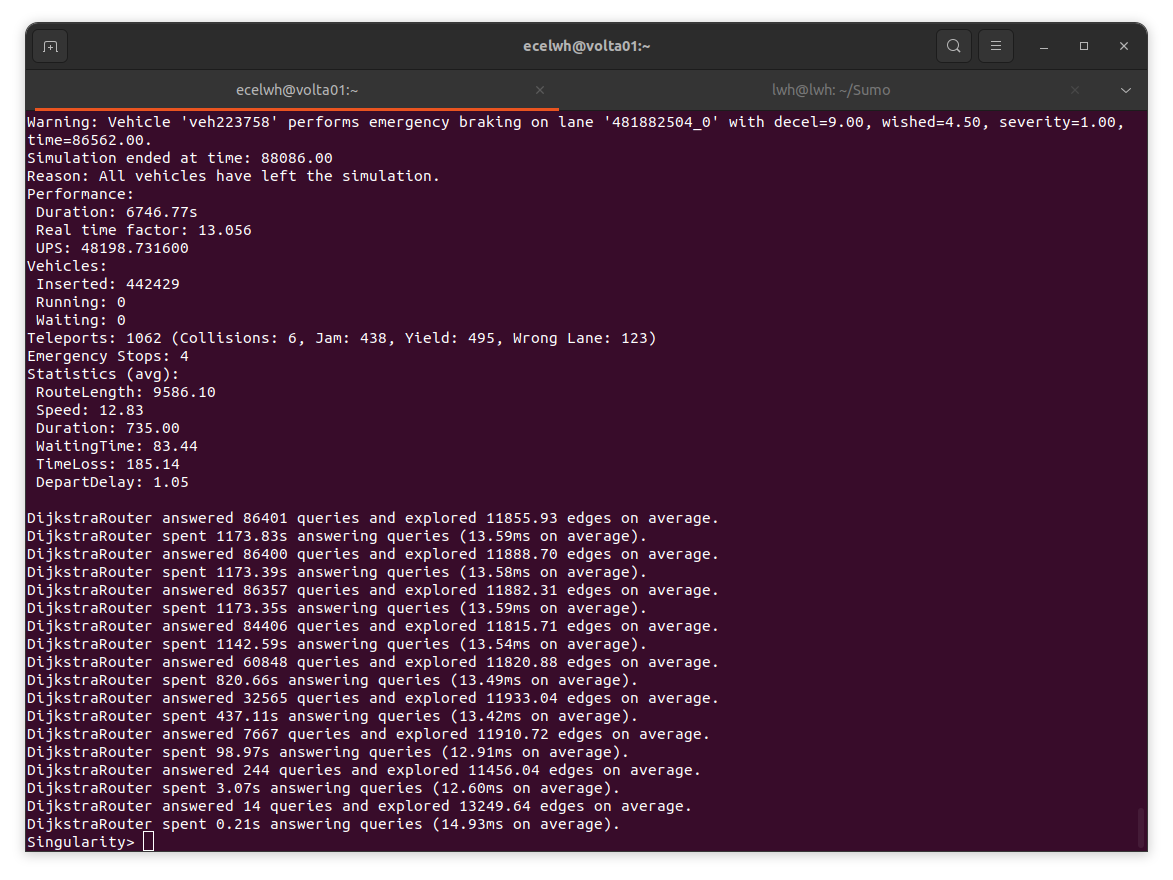 ecelwh@volta01:~
ecelwh@volta01:~
lwh@lwh: ~/Sumo
Warning: Vehicle 'veh223758' performs emergency braking on lane '481882504_0' with decel=9.00, wished=4.50, severity=1.00,
time=86562.00.
Simulation ended at time: 88086.00
Reason: All vehicles have left the simulation.
Performance:
 Duration: 6746.77s
 Real time factor: 13.056
 UPS: 48198.731600
Vehicles:
 Inserted: 442429
 Running: 0
 Waiting: 0
Teleports: 1062 (Collisions: 6, Jam: 438, Yield: 495, Wrong Lane: 123)
Emergency Stops: 4
Statistics (avg):
 RouteLength: 9586.10
 Speed: 12.83
 Duration: 735.00
 WaitingTime: 83.44
 TimeLoss: 185.14
 DepartDelay: 1.05
DijkstraRouter answered 86401 queries and explored 11855.93 edges on average.
DijkstraRouter spent 1173.83s answering queries (13.59ms on average).
DijkstraRouter answered 86400 queries and explored 11888.70 edges on average.
DijkstraRouter spent 1173.39s answering queries (13.58ms on average).
DijkstraRouter answered 86357 queries and explored 11882.31 edges on average.
DijkstraRouter spent 1173.35s answering queries (13.59ms on average).
DijkstraRouter answered 84406 queries and explored 11815.71 edges on average.
DijkstraRouter spent 1142.59s answering queries (13.54ms on average).
DijkstraRouter answered 60848 queries and explored 11820.88 edges on average.
DijkstraRouter spent 820.66s answering queries (13.49ms on average).
DijkstraRouter answered 32565 queries and explored 11933.04 edges on average.
DijkstraRouter spent 437.11s answering queries (13.42ms on average).
DijkstraRouter answered 7667 queries and explored 11910.72 edges on average.
DijkstraRouter spent 98.97s answering queries (12.91ms on average).
DijkstraRouter answered 244 queries and explored 11456.04 edges on average.
DijkstraRouter spent 3.07s answering queries (12.60ms on average).
DijkstraRouter answered 14 queries and explored 13249.64 edges on average.
DijkstraRouter spent 0.21s answering queries (14.93ms on average).
Singularity>